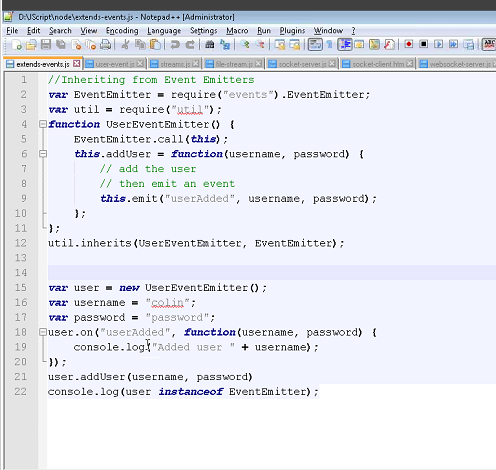 D:\JScript\node\extends-events.js - Notepad++ [Administrator]
File Edit Search View Encoding Language Settings Macro Run Plugins Window ?
extends-events.js user-event.js streams.js file-stream.js socket-server.js socket-client.htm websocket-server.js
1 //Inheriting from Event Emitters
2 var EventEmitter = require("events").EventEmitter;
3 var util = require("util");
4 function UserEventEmitter() {
5 EventEmitter.call(this);
6 this.addUser = function(username, password) {
7 // add the user
8 // then emit an event
9 this.emit("userAdded", username, password);
10 };
11 };
12 util.inherits(UserEventEmitter, EventEmitter);
13
14
15 var user = new UserEventEmitter();
16 var username = "colin";
17 var password = "password";
18 user.on("userAdded", function(username, password) {
19 console.log("Added user " + username);
20 });
21 user.addUser(username, password)
22 console.log(user instanceof EventEmitter);